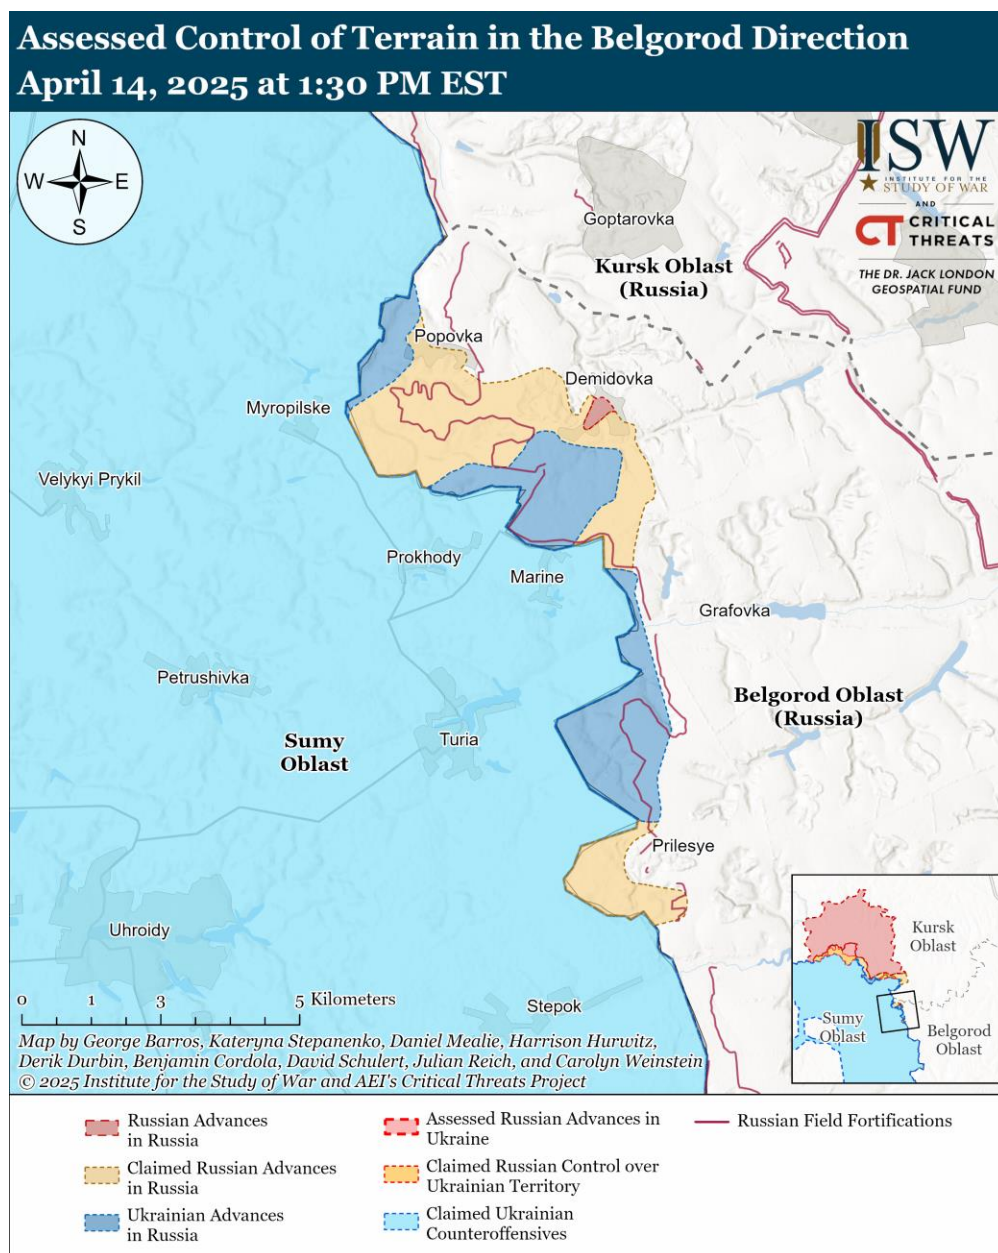 Assessed Control of Terrain in the Belgorod Direction
April 14, 2025 at 1:30 PM EST
N
W E
S
ISW
INSTITUTE FOR THE
STUDY OF WAR
AND
CT CRITICAL
THREATS
THE DR. JACK LONDON
GEOSPATIAL FUND
Goptarovka
Kursk Oblast
(Russia)
Popovka
Demidovka
Myropilske
Velykyi Prykil
Prokhody
Marine
Grafovka
Petrushivka
Belgorod Oblast
(Russia)
Sumy
Oblast
Turia
Prilesye
Uhroidy
Stepok
0 1 3 5 Kilometers
Kursk
Oblast
Sumy
Oblast
Belgorod
Oblast
Map by George Barros, Kateryna Stepanenko, Daniel Mealie, Harrison Hurwitz,
Derik Durbin, Benjamin Cordola, David Schulert, Julian Reich, and Carolyn Weinstein
© 2025 Institute for the Study of War and AEI's Critical Threats Project
Russian Advances
in Russia
Claimed Russian Advances
in Russia
Ukrainian Advances
in Russia
Assessed Russian Advances in
Ukraine
Claimed Russian Control over
Ukrainian Territory
Claimed Ukrainian
Counteroffensives
Russian Field Fortifications